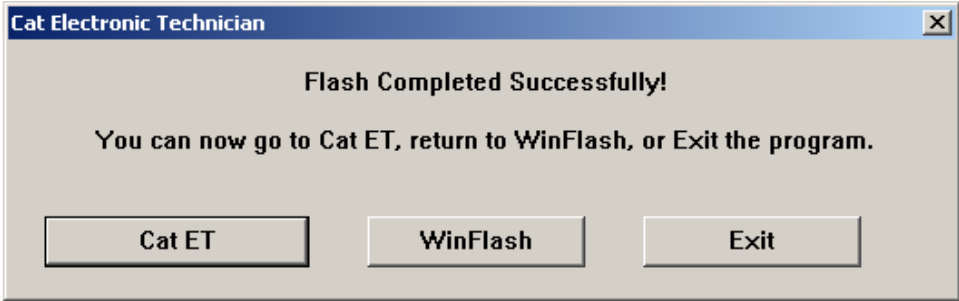 Cat Electronic Technician
Flash Completed Successfully!
You can now go to Cat ET, return to WinFlash, or Exit the program.
Cat ET WinFlash Exit